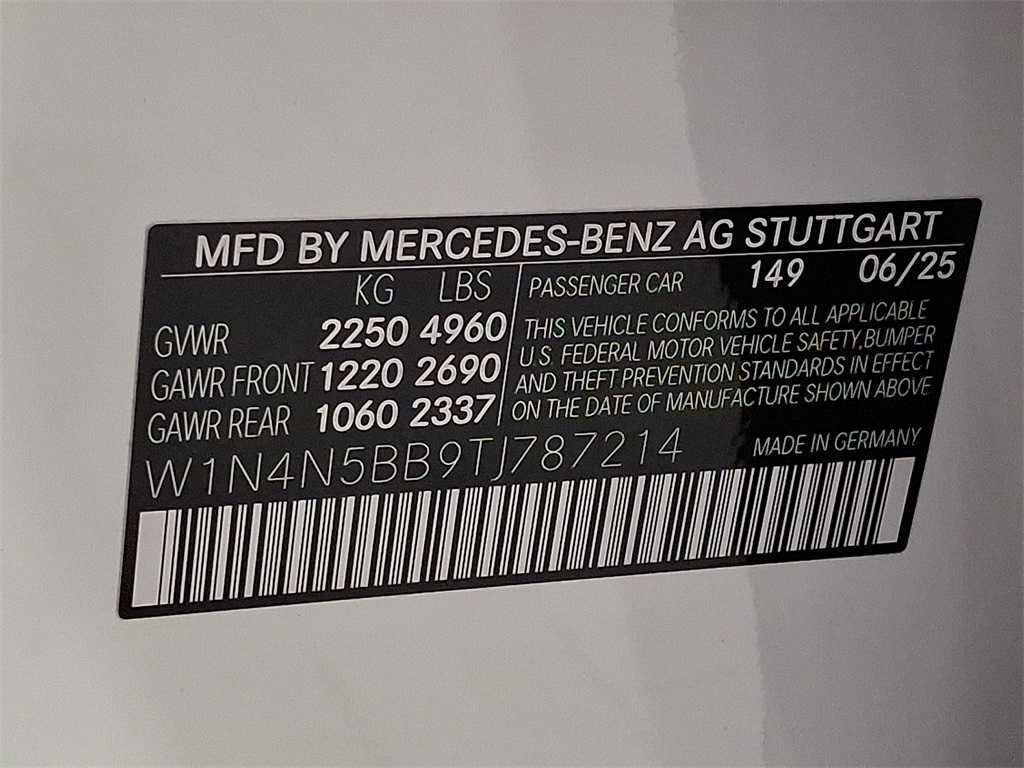 MFD BY MERCEDES-BENZ AG STUTTGART
KG LBS
GVWR 2250 4960
GAWR FRONT 1220 2690
GAWR REAR 1060 2337
PASSENGER CAR 149 06/25
THIS VEHICLE CONFORMS TO ALL APPLICABLE
U.S. FEDERAL MOTOR VEHICLE SAFETY,BUMPER
AND THEFT PREVENTION STANDARDS IN EFFECT
ON THE DATE OF MANUFACTURE SHOWN ABOVE
W1N4N5BB9TJ787214
MADE IN GERMANY